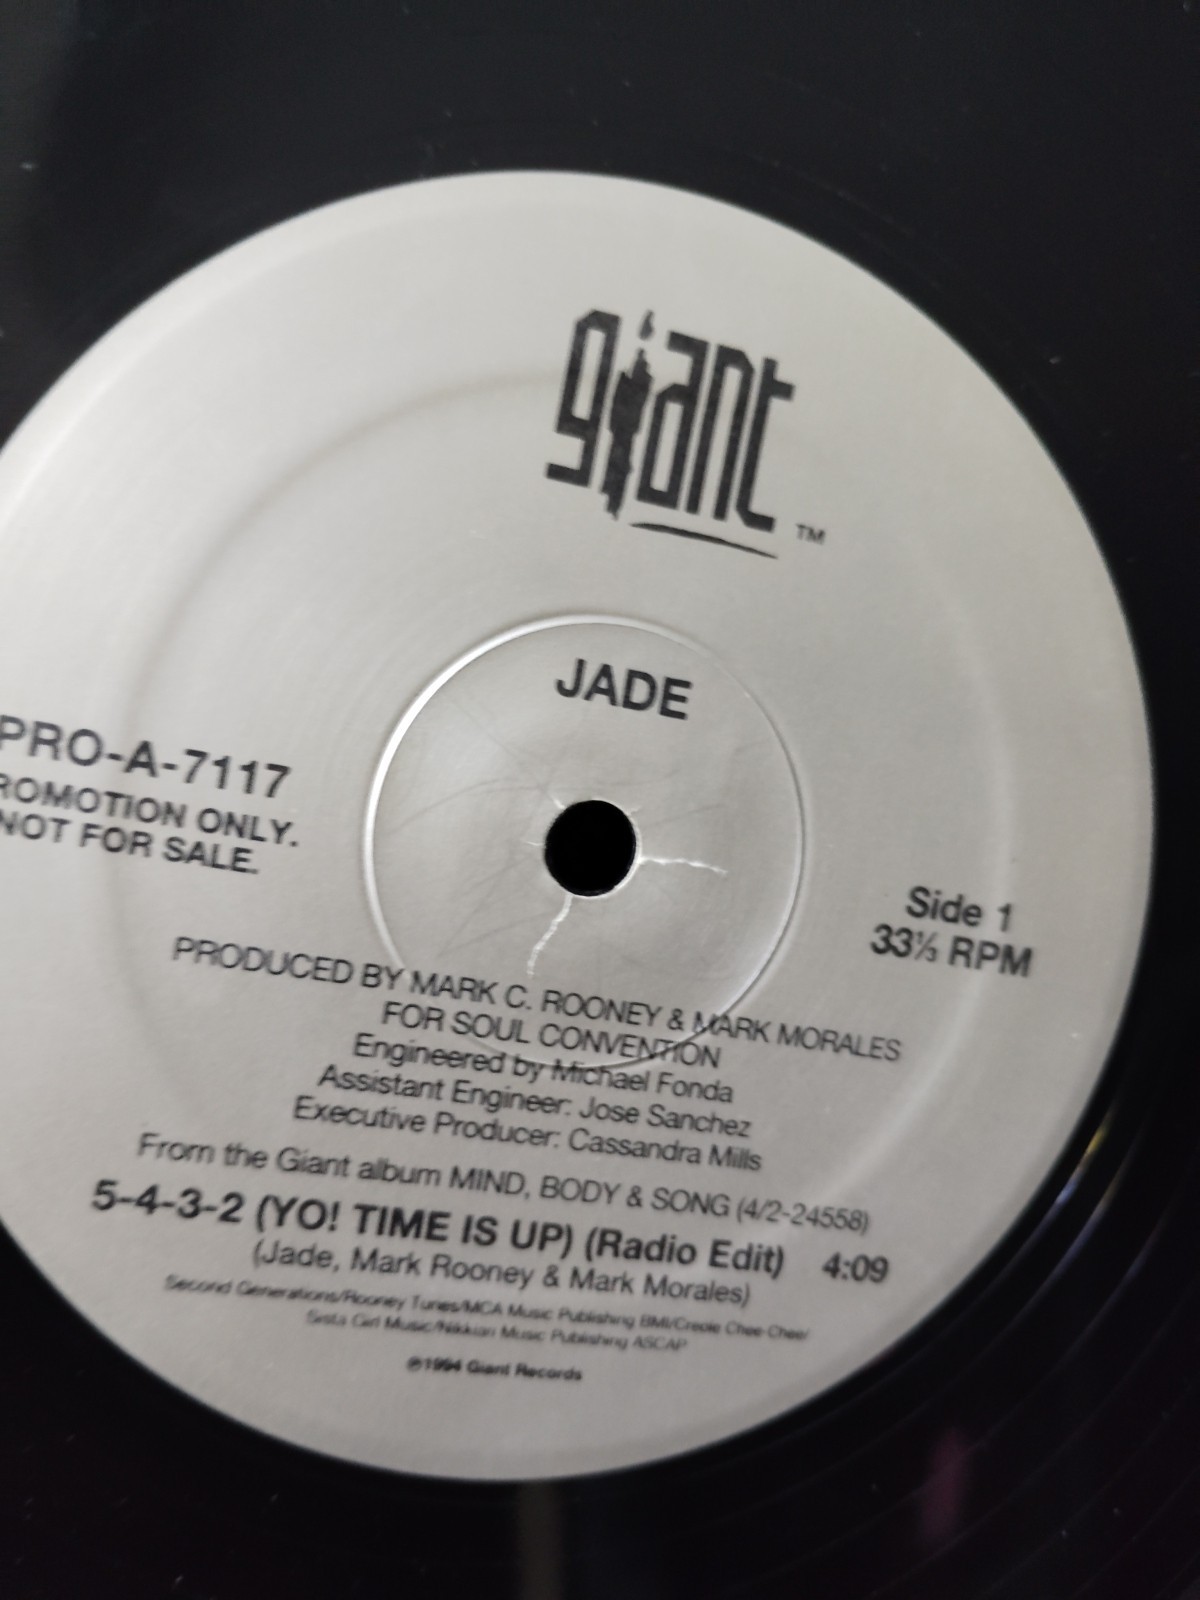 giant
TM
JADE
PRO-A-7117
ROMOTION ONLY.
NOT FOR SALE.
Side 1
33⅓ RPM
PRODUCED BY MARK C. ROONEY & MARK MORALES
FOR SOUL CONVENTION
Engineered by Michael Fonda
Assistant Engineer: Jose Sanchez
Executive Producer: Cassandra Mills
From the Giant album MIND, BODY & SONG (4/2-24558)
5-4-3-2 (YO! TIME IS UP) (Radio Edit) 4:09
(Jade, Mark Rooney & Mark Morales)
Second Generations/Rooney Tunes/MCA Music Publishing BMI/Creole Chee-Chee/
Sista Girl Music/Nikkian Music Publishing ASCAP
℗1994 Giant Records